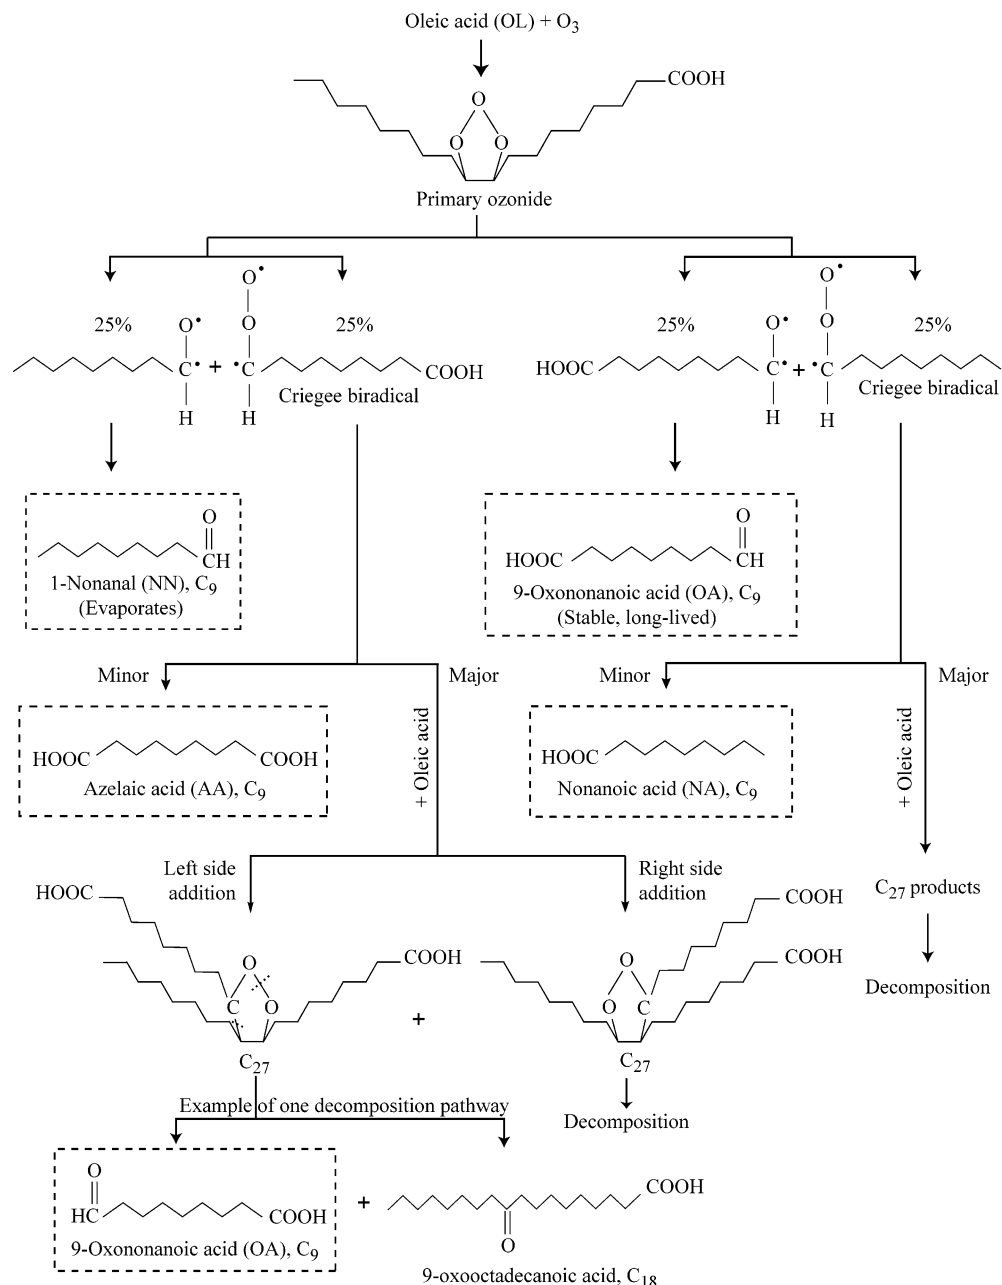 Oleic acid (OL) + O3
COOH
O
O O
Primary ozonide
O•
O• O
25% 25%
C• + •C COOH
H H
Criegee biradical
O•
O• O
25% 25%
HOOC C• + •C
H H
Criegee biradical
O
CH
1-Nonanal (NN), C9
(Evaporates)
O
HOOC CH
9-Oxononanoic acid (OA), C9
(Stable, long-lived)
Minor Major
HOOC COOH
Azelaic acid (AA), C9
+ Oleic acid
Minor Major
HOOC
Nonanoic acid (NA), C9
+ Oleic acid
C27 products
Decomposition
Left side
addition
Right side
addition
HOOC
COOH
O
C O
C27
+
COOH
COOH
O
O C
C27
Decomposition
Example of one decomposition pathway
O
HC COOH
9-Oxononanoic acid (OA), C9
+
COOH
O
9-oxooctadecanoic acid, C18